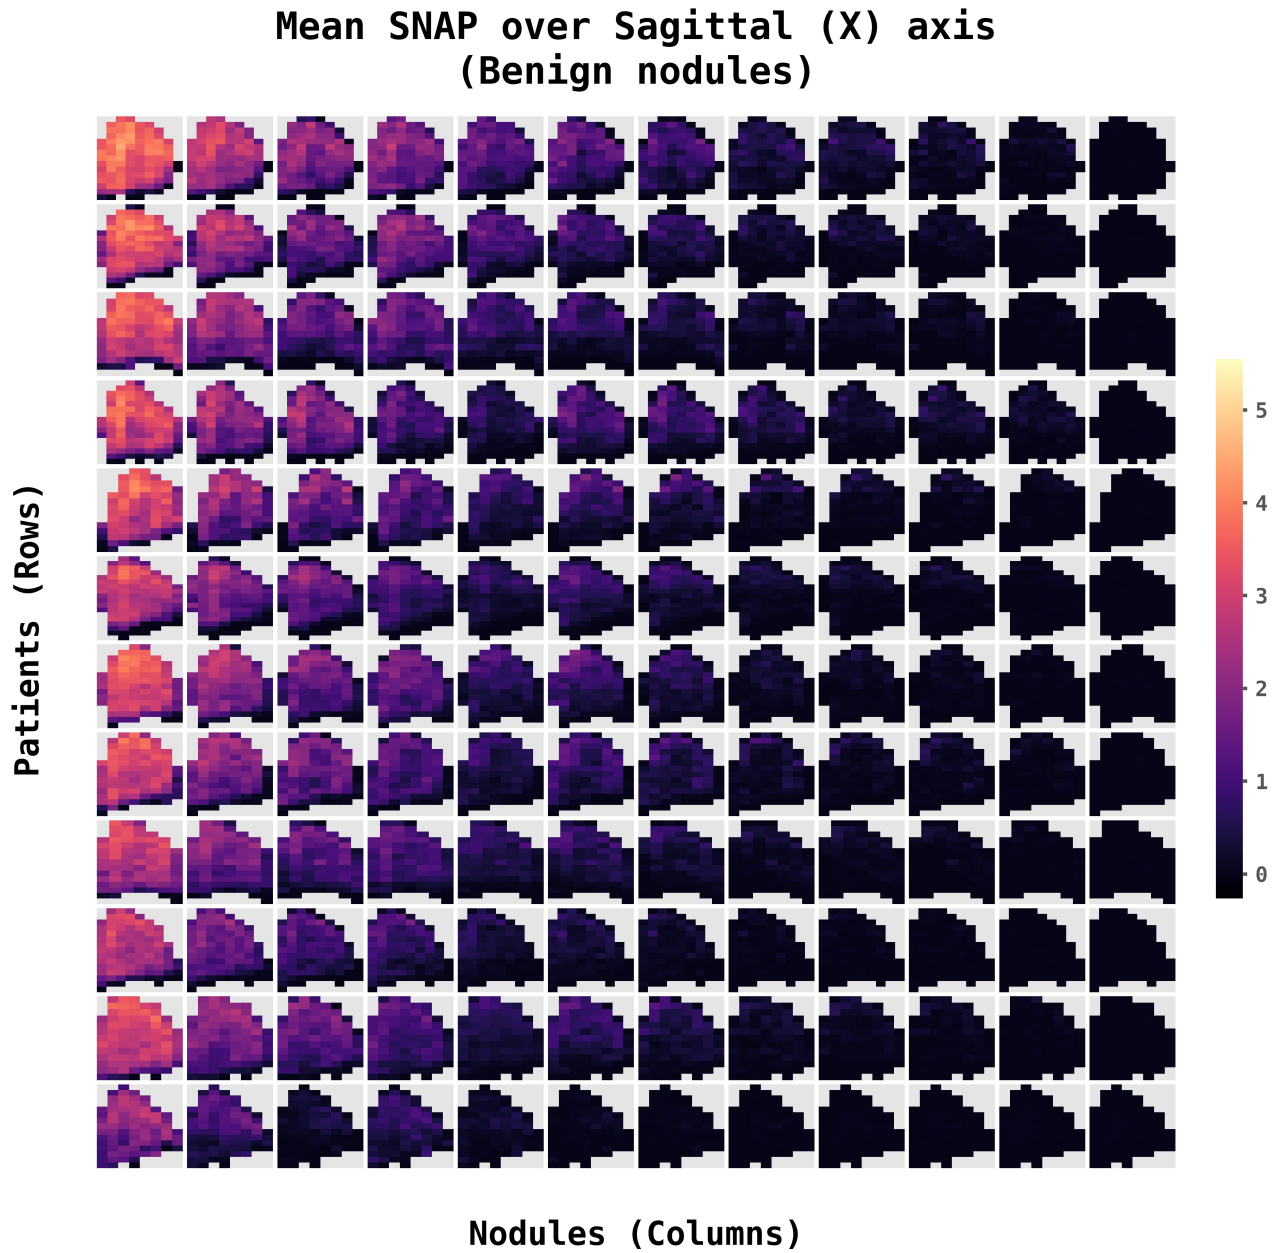 Mean SNAP over Sagittal (X) axis
(Benign nodules)
Patients (Rows)
5
4
3
2
1
0
Nodules (Columns)